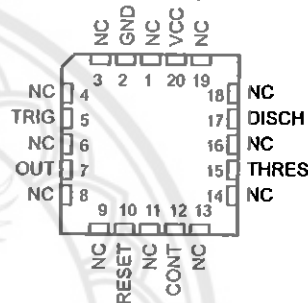 NC GND NC VCC NC
3 2 1 20 19
NC 4 18 NC
TRIG 5 17 DISCH
NC 6 16 NC
OUT 7 15 THRES
NC 8 14 NC
9 10 11 12 13
NC RESET NC CONT NC